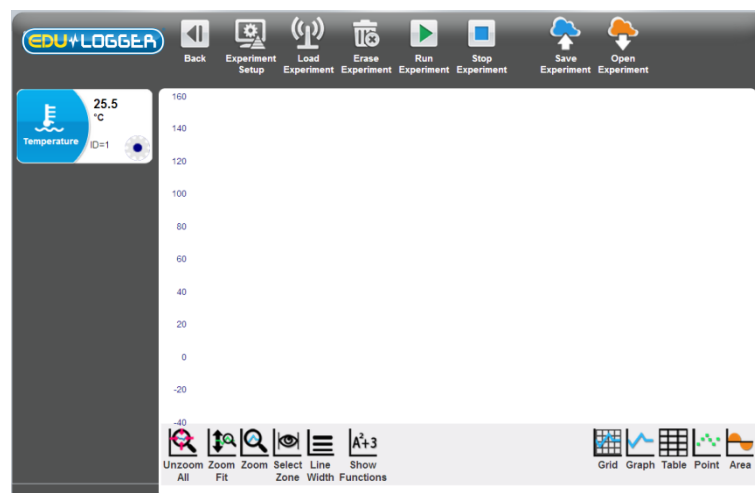 EDU LOGGER
Back
Experiment
Setup
Load
Experiment
Erase
Experiment
Run
Experiment
Stop
Experiment
Save
Experiment
Open
Experiment
Temperature
25.5
°C
ID=1
160
140
120
100
80
60
40
20
0
-20
-40
Unzoom
All
Zoom
Fit
Zoom
Select
Zone
Line
Width
A²+3
Show
Functions
Grid
Graph
Table
Point
Area